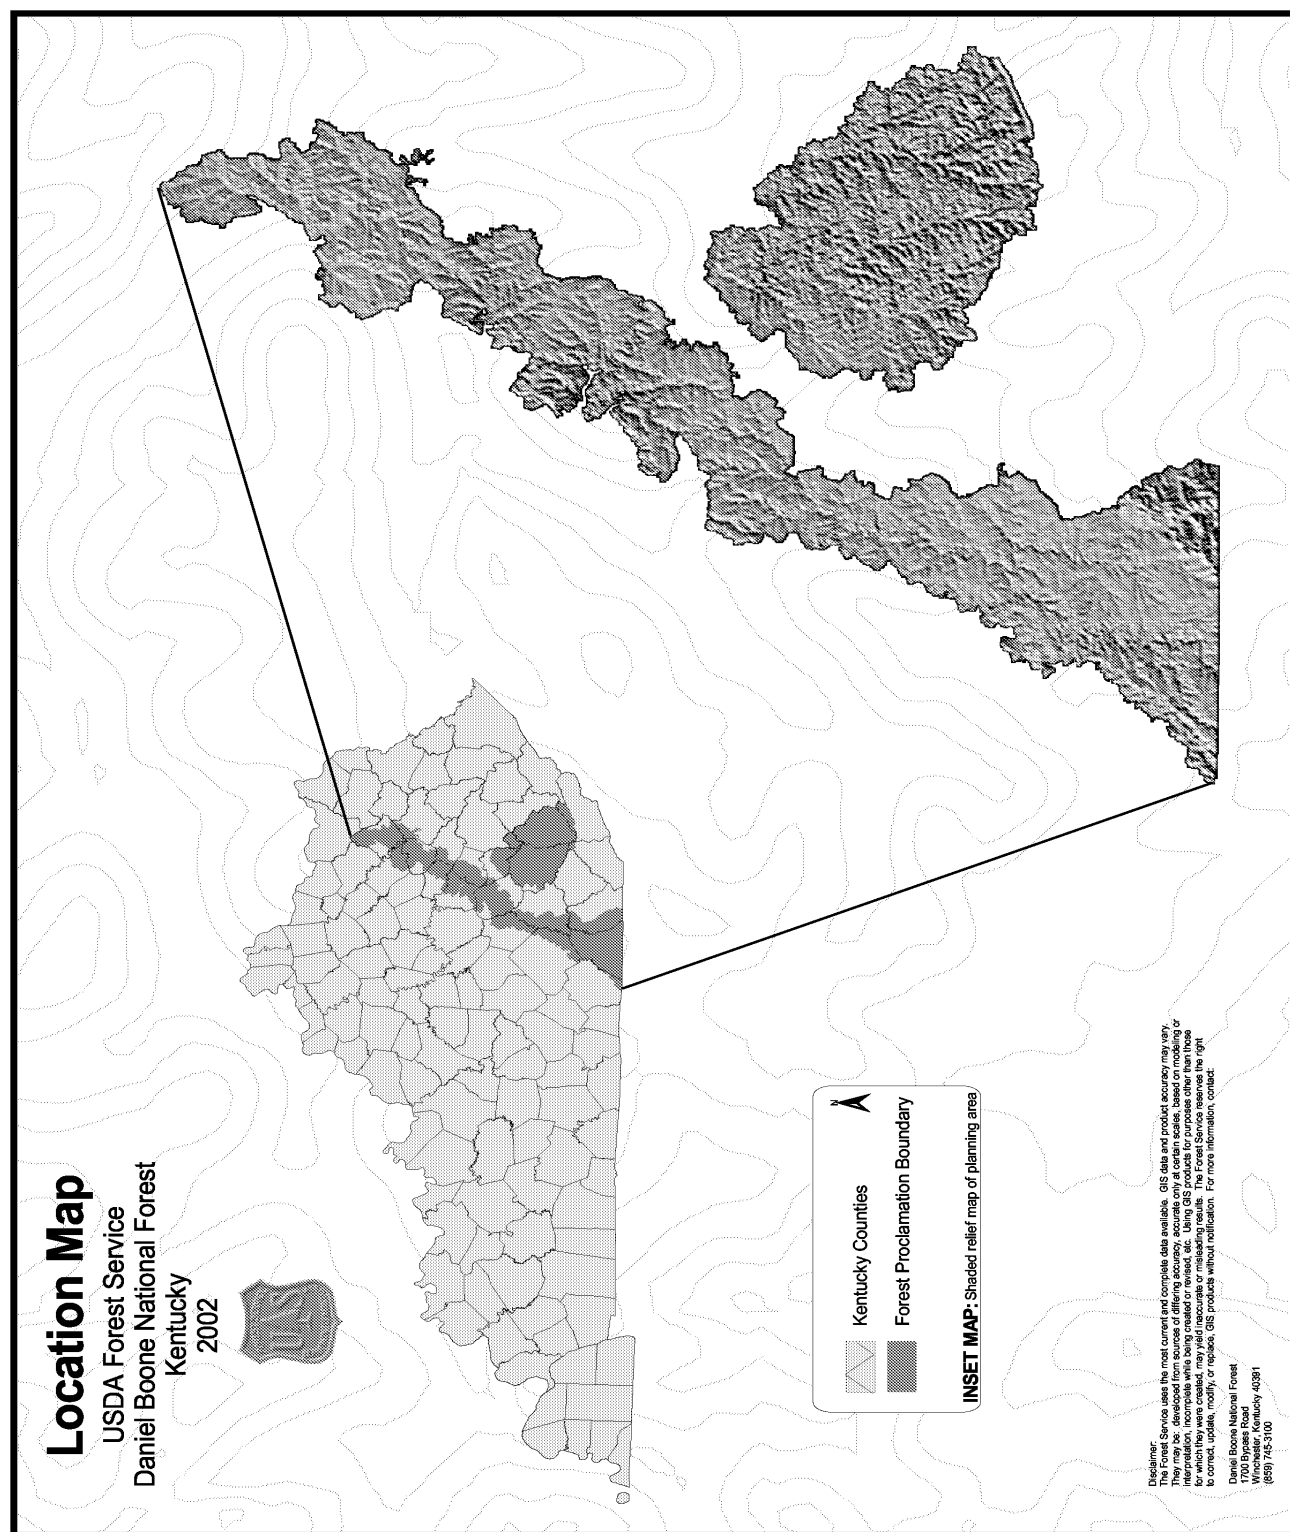 Location Map
USDA Forest Service
Daniel Boone National Forest
Kentucky
2002
N
Kentucky Counties
Forest Proclamation Boundary
INSET MAP: Shaded relief map of planning area
Disclaimer:
The Forest Service uses the most current and complete data available. GIS data and product accuracy may vary.
They may be: developed from sources of differing accuracy, accurate only at certain scales, based on modeling or
interpretation, incomplete while being created or revised, etc. Using GIS products for purposes other than those
for which they were created, may yield inaccurate or misleading results. The Forest Service reserves the right
to correct, update, modify, or replace, GIS products without notification. For more information, contact:
Daniel Boone National Forest
1700 Bypass Road
Winchester, Kentucky 40391
(859) 745-3100